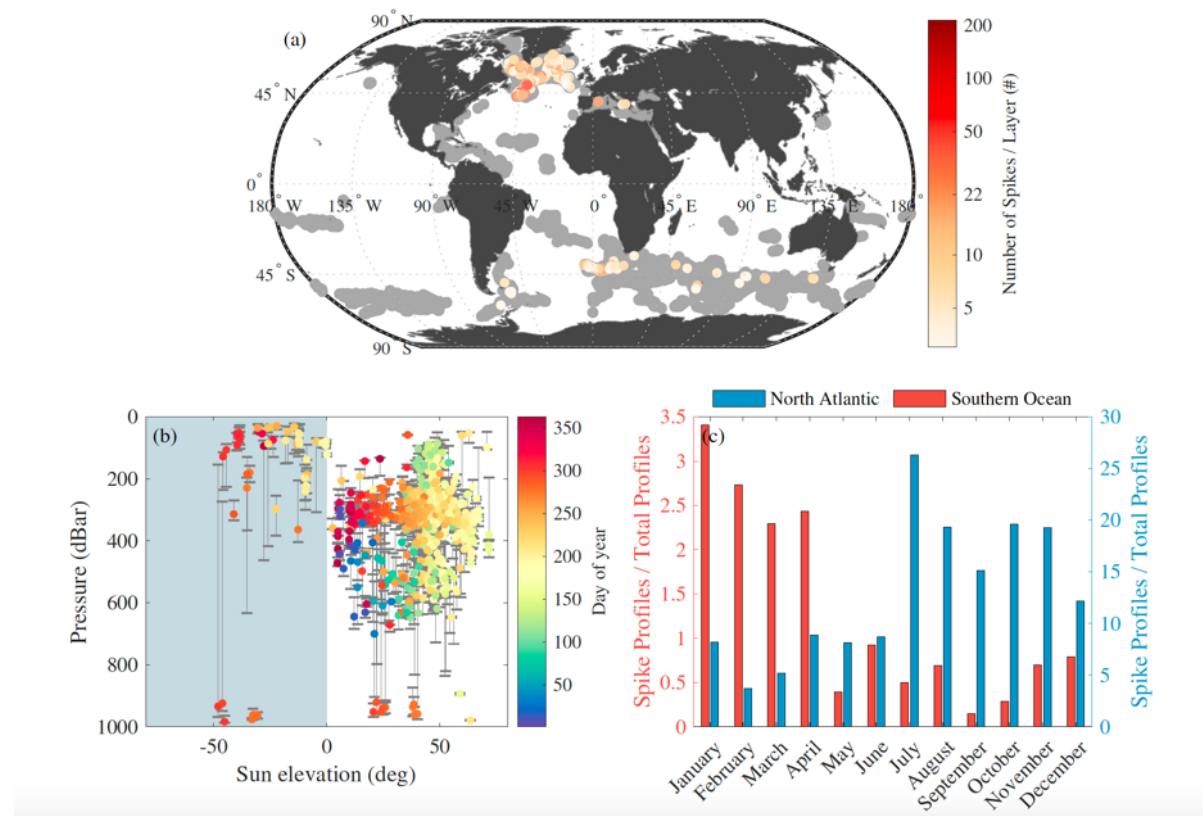 (a)
90° N
45° N
0°
180° W 135° W 90° W 45° W 0° 45° E 90° E 135° E 180°
45° S
90° S
200
100
50
22
10
5
Number of Spikes / Layer (#)
(b)
0
200
400
600
800
1000
Pressure (dBar)
-50 0 50
Sun elevation (deg)
350
300
250
200
150
100
50
Day of year
North Atlantic Southern Ocean
(c)
3.5
3
2.5
2
1.5
1
0.5
0
Spike Profiles / Total Profiles
30
25
20
15
10
5
0
Spike Profiles / Total Profiles
January
February
March
April
May
June
July
August
September
October
November
December